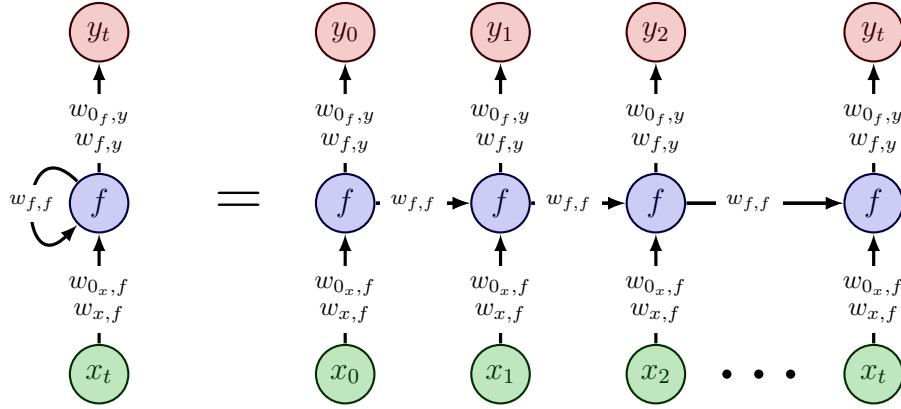 y_t y_0 y_1 y_2 y_t
w_{0_f,y} w_{0_f,y} w_{0_f,y} w_{0_f,y} w_{0_f,y}
w_{f,y} w_{f,y} w_{f,y} w_{f,y} w_{f,y}
w_{f,f} f = f w_{f,f} f w_{f,f} f w_{f,f} f
w_{0_x,f} w_{0_x,f} w_{0_x,f} w_{0_x,f} w_{0_x,f}
w_{x,f} w_{x,f} w_{x,f} w_{x,f} w_{x,f}
x_t x_0 x_1 x_2 • • • x_t